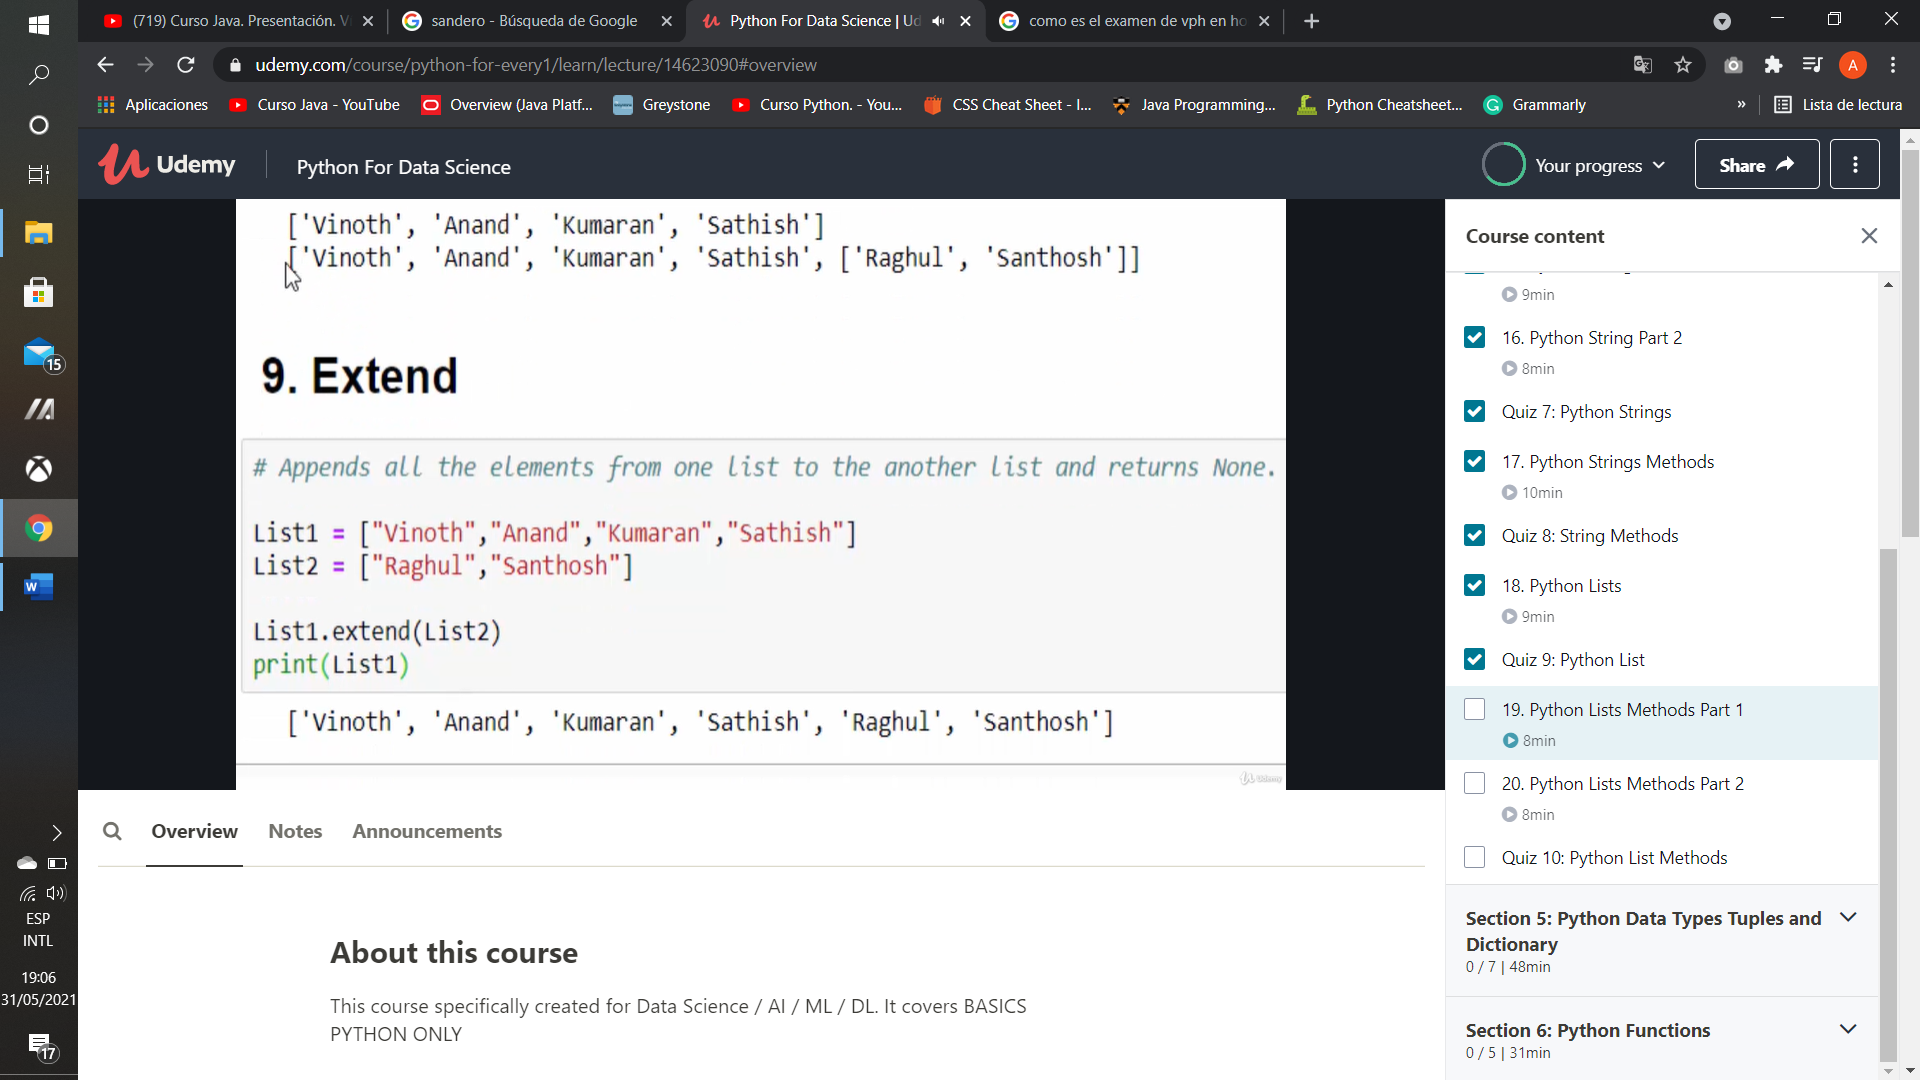 (719) Curso Java. Presentación. V
sandero - Búsqueda de Google
Python For Data Science | Ud
como es el examen de vph en ho
udemy.com/course/python-for-every1/learn/lecture/14623090#overview
A
Aplicaciones
Curso Java - YouTube
Overview (Java Platf...
Greystone
Curso Python. - You...
CSS Cheat Sheet - I...
Java Programming...
Python Cheatsheet...
Grammarly
»
Lista de lectura
Udemy
Python For Data Science
Your progress
Share
['Vinoth', 'Anand', 'Kumaran', 'Sathish']
['Vinoth', 'Anand', 'Kumaran', 'Sathish', ['Raghul', 'Santhosh']]
9. Extend
# Appends all the elements from one list to the another list and returns None.
List1 = ["Vinoth","Anand","Kumaran","Sathish"]
List2 = ["Raghul","Santhosh"]
List1.extend(List2)
print(List1)
['Vinoth', 'Anand', 'Kumaran', 'Sathish', 'Raghul', 'Santhosh']
Udemy
Course content
9min
16. Python String Part 2
8min
Quiz 7: Python Strings
17. Python Strings Methods
10min
Quiz 8: String Methods
18. Python Lists
9min
Quiz 9: Python List
19. Python Lists Methods Part 1
8min
20. Python Lists Methods Part 2
8min
Quiz 10: Python List Methods
Section 5: Python Data Types Tuples and
Dictionary
0 / 7 | 48min
Section 6: Python Functions
0 / 5 | 31min
Overview
Notes
Announcements
About this course
This course specifically created for Data Science / AI / ML / DL. It covers BASICS
PYTHON ONLY
15
W
ESP
INTL
19:06
31/05/2021
17